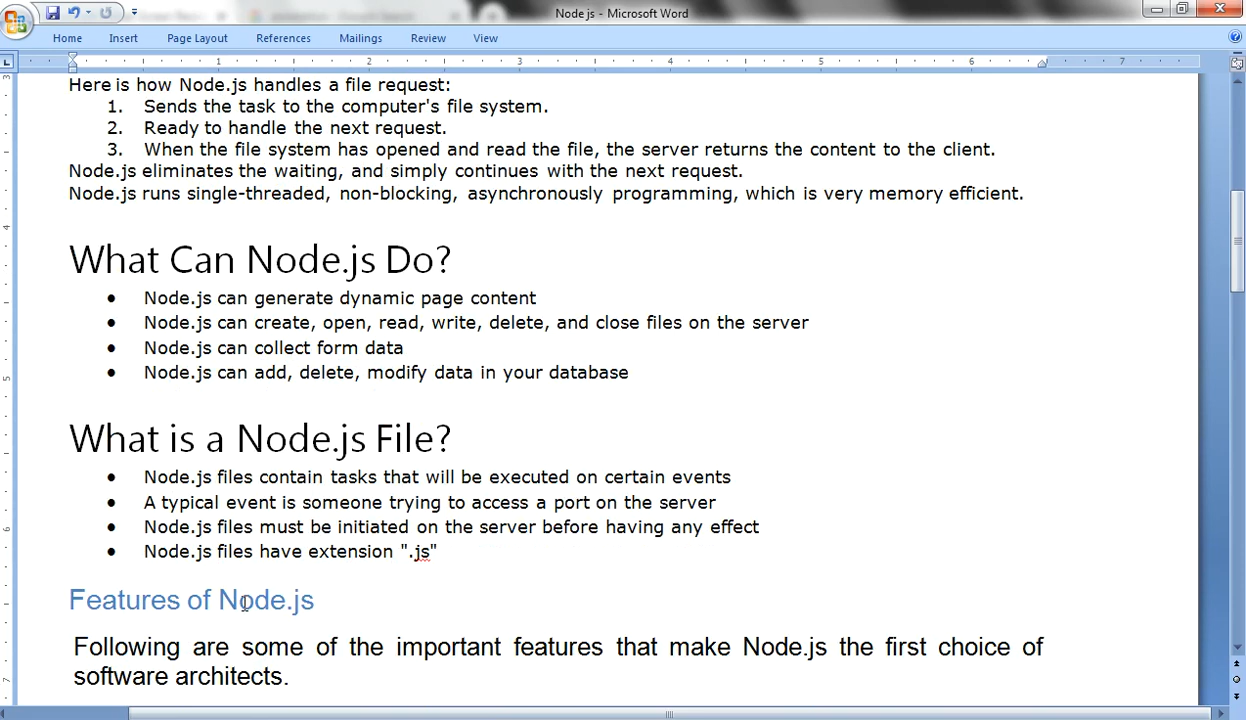 Node js - Microsoft Word
Home Insert Page Layout References Mailings Review View
1 2 3 4 5 6 7
Here is how Node.js handles a file request:
1. Sends the task to the computer's file system.
2. Ready to handle the next request.
3. When the file system has opened and read the file, the server returns the content to the client.
Node.js eliminates the waiting, and simply continues with the next request.
Node.js runs single-threaded, non-blocking, asynchronously programming, which is very memory efficient.
What Can Node.js Do?
• Node.js can generate dynamic page content
• Node.js can create, open, read, write, delete, and close files on the server
• Node.js can collect form data
• Node.js can add, delete, modify data in your database
What is a Node.js File?
• Node.js files contain tasks that will be executed on certain events
• A typical event is someone trying to access a port on the server
• Node.js files must be initiated on the server before having any effect
• Node.js files have extension ".js"
Features of Node.js
Following are some of the important features that make Node.js the first choice of
software architects.